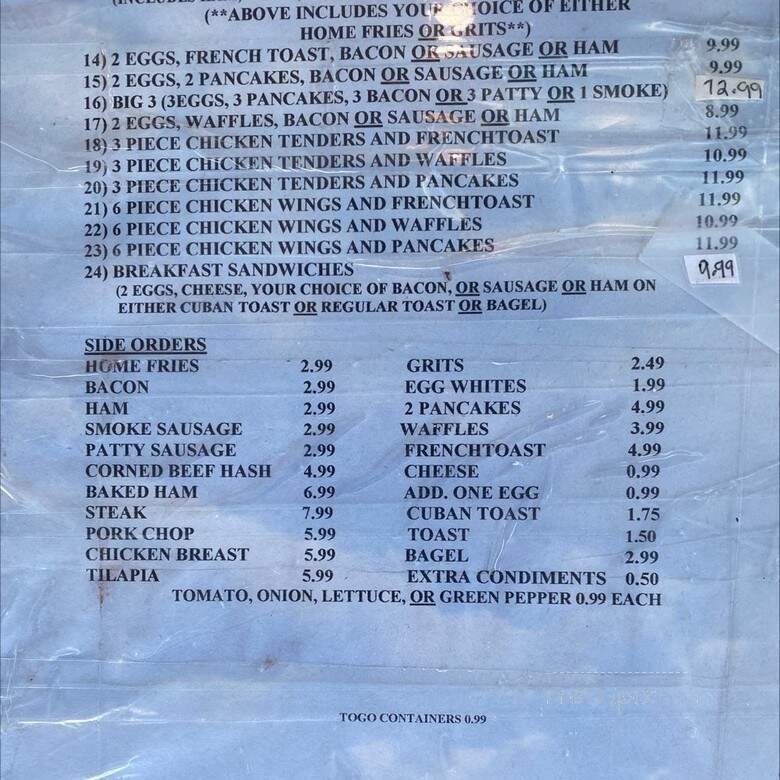 (**ABOVE INCLUDES YOUR CHOICE OF EITHER
HOME FRIES OR GRITS**)
14) 2 EGGS, FRENCH TOAST, BACON OR SAUSAGE OR HAM 9.99
15) 2 EGGS, 2 PANCAKES, BACON OR SAUSAGE OR HAM 9.99
16) BIG 3 (3EGGS, 3 PANCAKES, 3 BACON OR 3 PATTY OR 1 SMOKE) 12.99
17) 2 EGGS, WAFFLES, BACON OR SAUSAGE OR HAM 8.99
18) 3 PIECE CHICKEN TENDERS AND FRENCHTOAST 11.99
19) 3 PIECE CHICKEN TENDERS AND WAFFLES 10.99
20) 3 PIECE CHICKEN TENDERS AND PANCAKES 11.99
21) 6 PIECE CHICKEN WINGS AND FRENCHTOAST 11.99
22) 6 PIECE CHICKEN WINGS AND WAFFLES 10.99
23) 6 PIECE CHICKEN WINGS AND PANCAKES 11.99
24) BREAKFAST SANDWICHES 9.99
(2 EGGS, CHEESE, YOUR CHOICE OF BACON, OR SAUSAGE OR HAM ON
EITHER CUBAN TOAST OR REGULAR TOAST OR BAGEL)
SIDE ORDERS
HOME FRIES 2.99 GRITS 2.49
BACON 2.99 EGG WHITES 1.99
HAM 2.99 2 PANCAKES 4.99
SMOKE SAUSAGE 2.99 WAFFLES 3.99
PATTY SAUSAGE 2.99 FRENCHTOAST 4.99
CORNED BEEF HASH 4.99 CHEESE 0.99
BAKED HAM 6.99 ADD. ONE EGG 0.99
STEAK 7.99 CUBAN TOAST 1.75
PORK CHOP 5.99 TOAST 1.50
CHICKEN BREAST 5.99 BAGEL 2.99
TILAPIA 5.99 EXTRA CONDIMENTS 0.50
TOMATO, ONION, LETTUCE, OR GREEN PEPPER 0.99 EACH
TOGO CONTAINERS 0.99